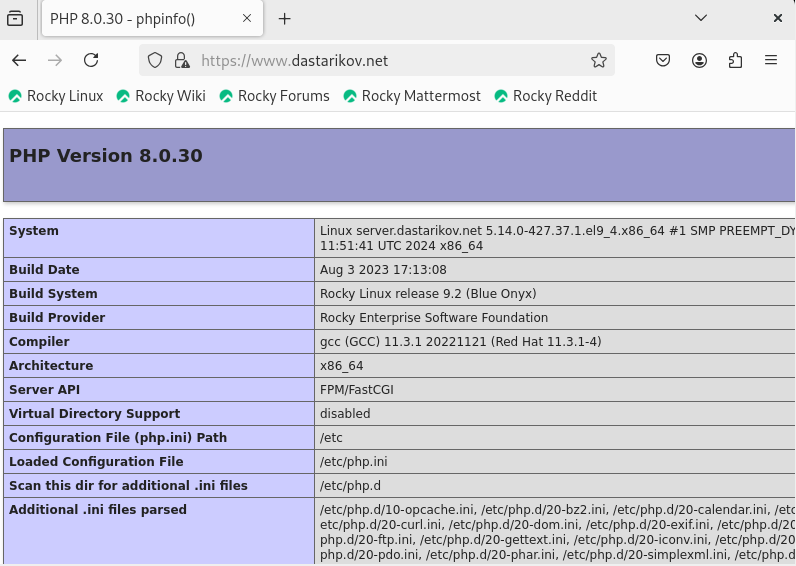 PHP 8.0.30 - phpinfo()
https://www.dastarikov.net
Rocky Linux Rocky Wiki Rocky Forums Rocky Mattermost Rocky Reddit
PHP Version 8.0.30
System Linux server.dastarikov.net 5.14.0-427.37.1.el9_4.x86_64 #1 SMP PREEMPT_DY
11:51:41 UTC 2024 x86_64
Build Date Aug 3 2023 17:13:08
Build System Rocky Linux release 9.2 (Blue Onyx)
Build Provider Rocky Enterprise Software Foundation
Compiler gcc (GCC) 11.3.1 20221121 (Red Hat 11.3.1-4)
Architecture x86_64
Server API FPM/FastCGI
Virtual Directory Support disabled
Configuration File (php.ini) Path /etc
Loaded Configuration File /etc/php.ini
Scan this dir for additional .ini files /etc/php.d
Additional .ini files parsed /etc/php.d/10-opcache.ini, /etc/php.d/20-bz2.ini, /etc/php.d/20-calendar.ini, /etc
etc/php.d/20-curl.ini, /etc/php.d/20-dom.ini, /etc/php.d/20-exif.ini, /etc/php.d/20
php.d/20-ftp.ini, /etc/php.d/20-gettext.ini, /etc/php.d/20-iconv.ini, /etc/php.d/20
php.d/20-pdo.ini, /etc/php.d/20-phar.ini, /etc/php.d/20-simplexml.ini, /etc/php.d